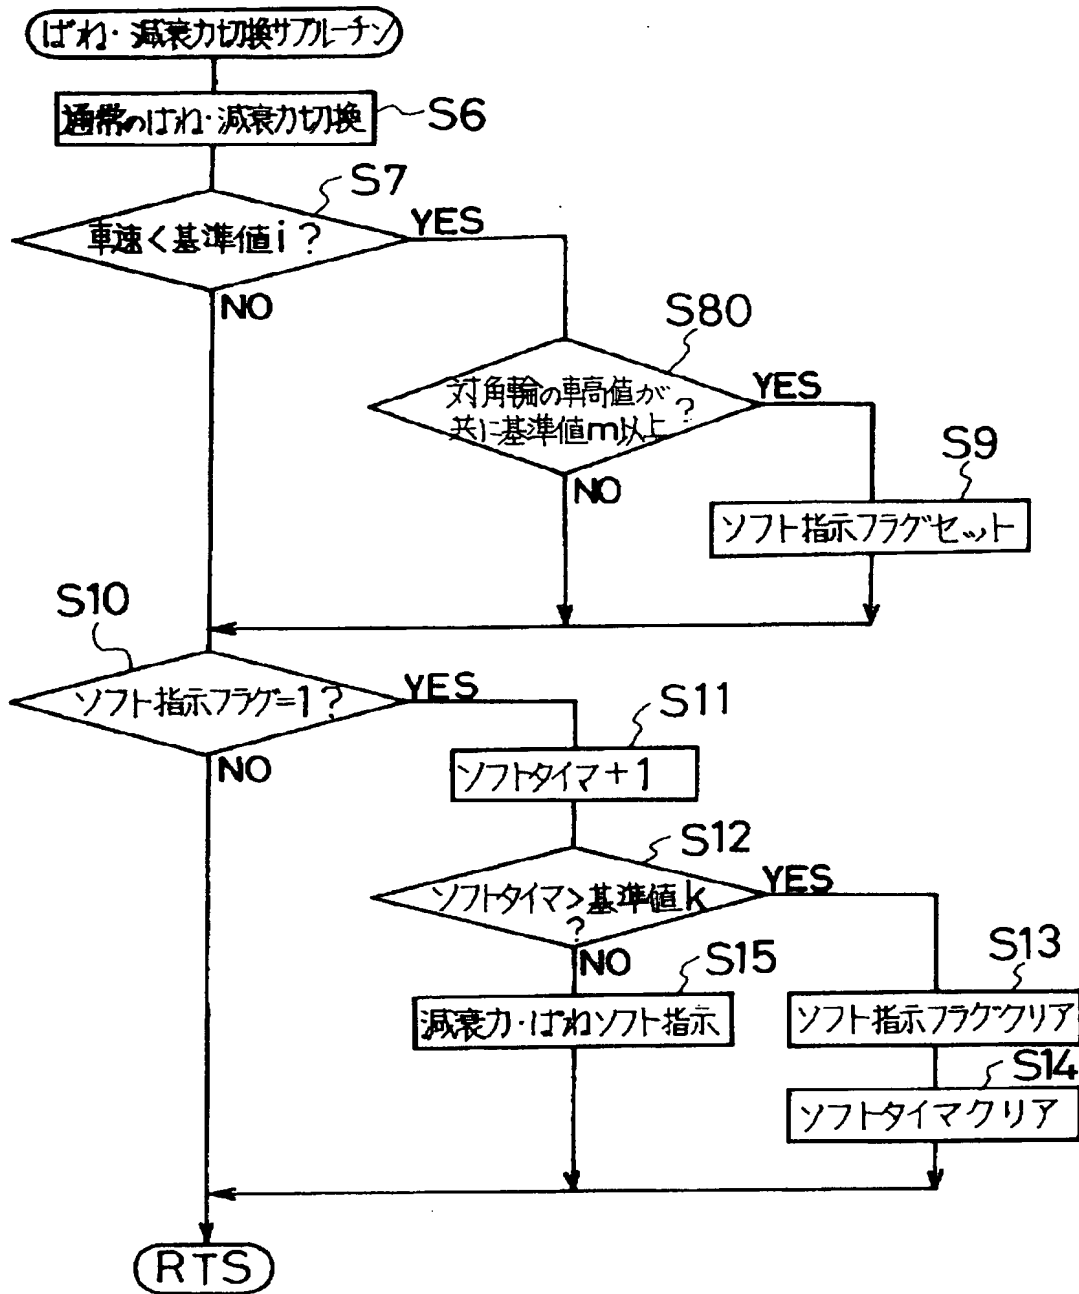 ばね・減衰力切換サブルーチン
通常のばね・減衰力切換
S6
S7
車速<基準値i?
YES
NO
S80
対角輪の車高値が
共に基準値m以上?
YES
NO
S9
ソフト指示フラグセット
S10
ソフト指示フラグ=1?
YES
NO
S11
ソフトタイマ+1
S12
ソフトタイマ>基準値k
?
YES
NO
S15
減衰力・ばねソフト指示
S13
ソフト指示フラグクリア
S14
ソフトタイマクリア
RTS